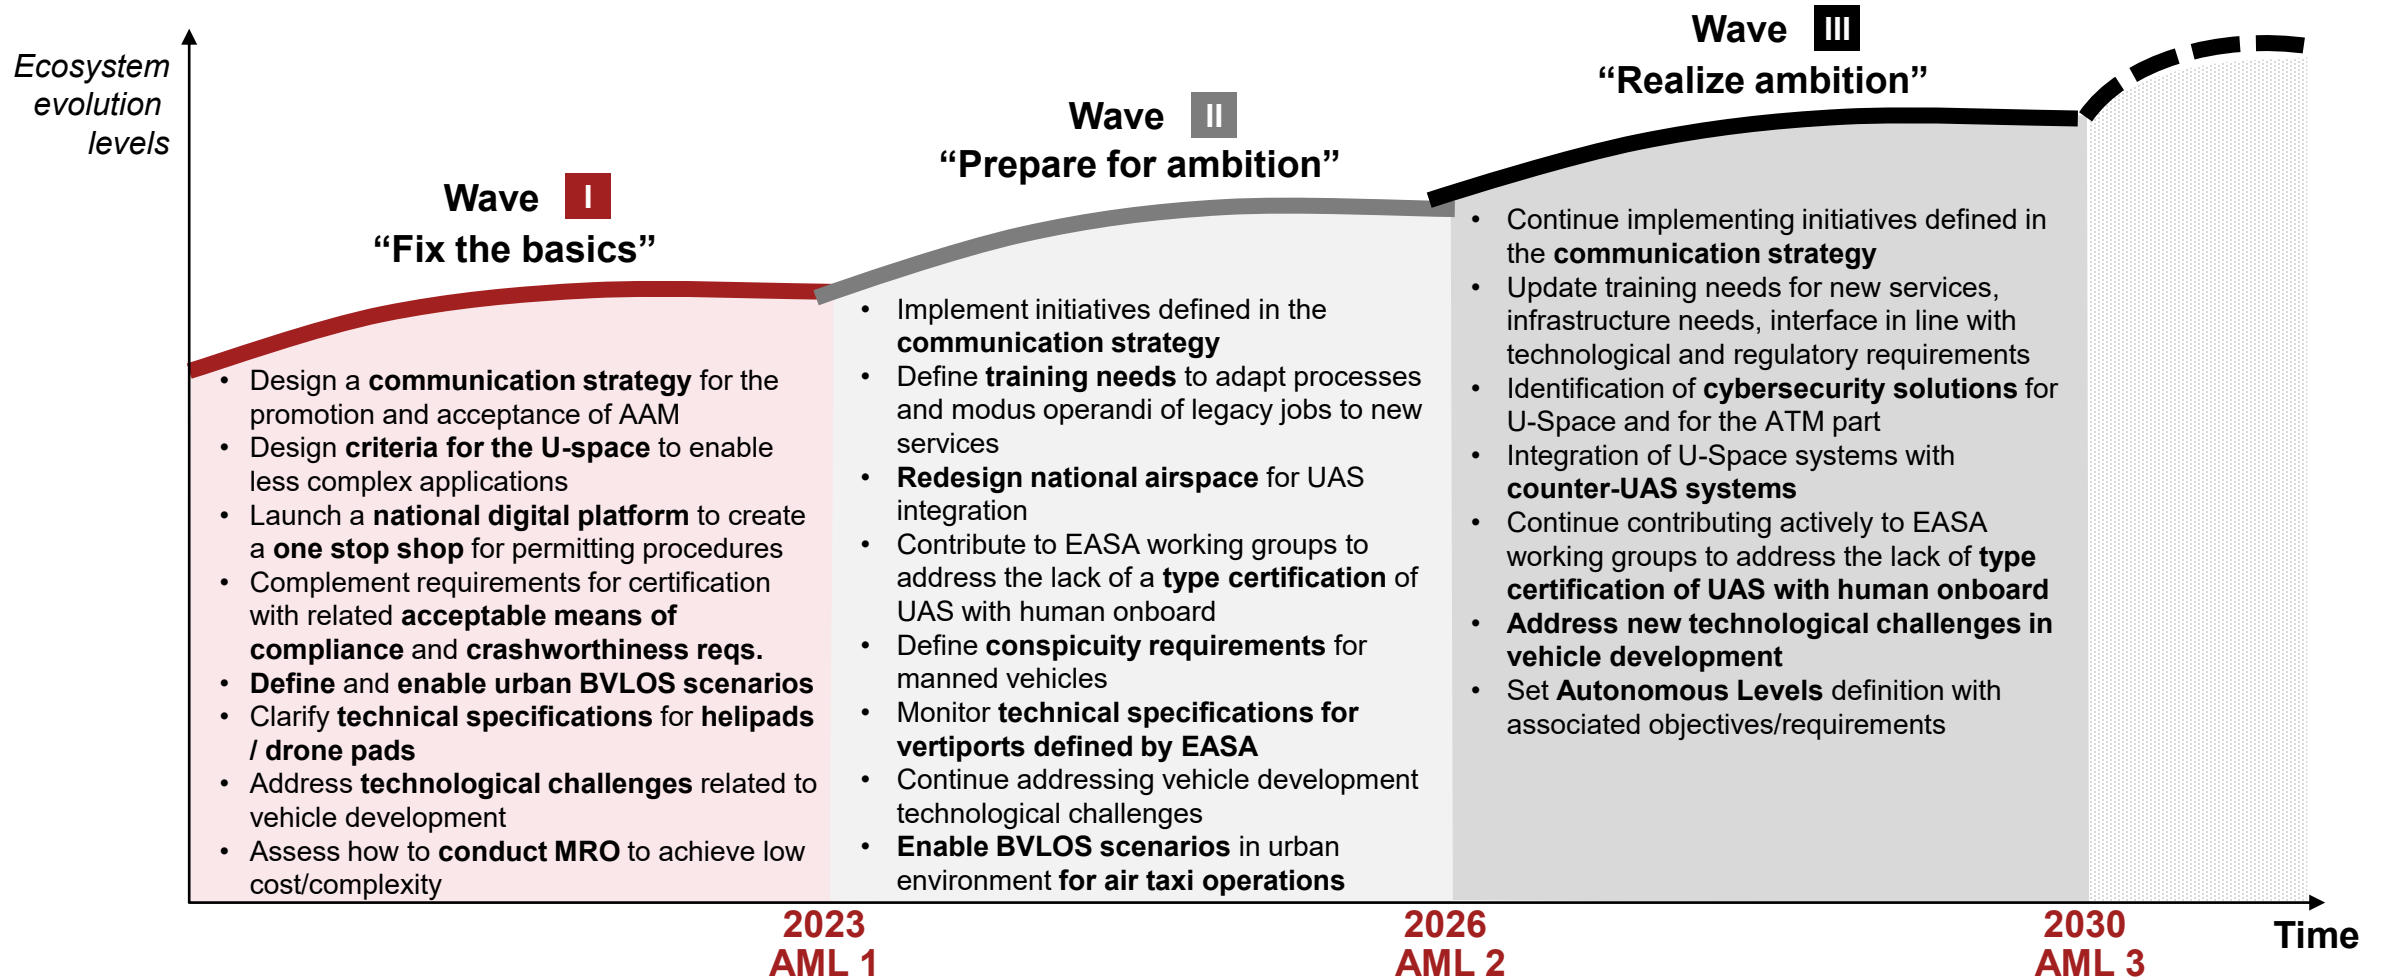 Ecosystem
evolution
levels
Wave I
“Fix the basics”
• Design a communication strategy for the
promotion and acceptance of AAM
• Design criteria for the U-space to enable
less complex applications
• Launch a national digital platform to create
a one stop shop for permitting procedures
• Complement requirements for certification
with related acceptable means of
compliance and crashworthiness reqs.
• Define and enable urban BVLOS scenarios
• Clarify technical specifications for helipads
/ drone pads
• Address technological challenges related to
vehicle development
• Assess how to conduct MRO to achieve low
cost/complexity
Wave II
“Prepare for ambition”
• Implement initiatives defined in the
communication strategy
• Define training needs to adapt processes
and modus operandi of legacy jobs to new
services
• Redesign national airspace for UAS
integration
• Contribute to EASA working groups to
address the lack of a type certification of
UAS with human onboard
• Define conspicuity requirements for
manned vehicles
• Monitor technical specifications for
vertiports defined by EASA
• Continue addressing vehicle development
technological challenges
• Enable BVLOS scenarios in urban
environment for air taxi operations
Wave III
“Realize ambition”
• Continue implementing initiatives defined in
the communication strategy
• Update training needs for new services,
infrastructure needs, interface in line with
technological and regulatory requirements
• Identification of cybersecurity solutions for
U-Space and for the ATM part
• Integration of U-Space systems with
counter-UAS systems
• Continue contributing actively to EASA
working groups to address the lack of type
certification of UAS with human onboard
• Address new technological challenges in
vehicle development
• Set Autonomous Levels definition with
associated objectives/requirements
2023
AML 1
2026
AML 2
2030
AML 3
Time